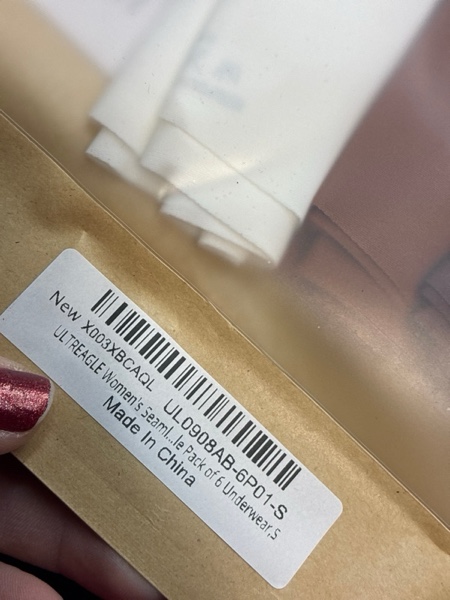 X003XBCAQL UL0908AB-6P01-S
New
ULTREAGLE Women's Seaml...le Pack of 6 Underwear,S
Made In China